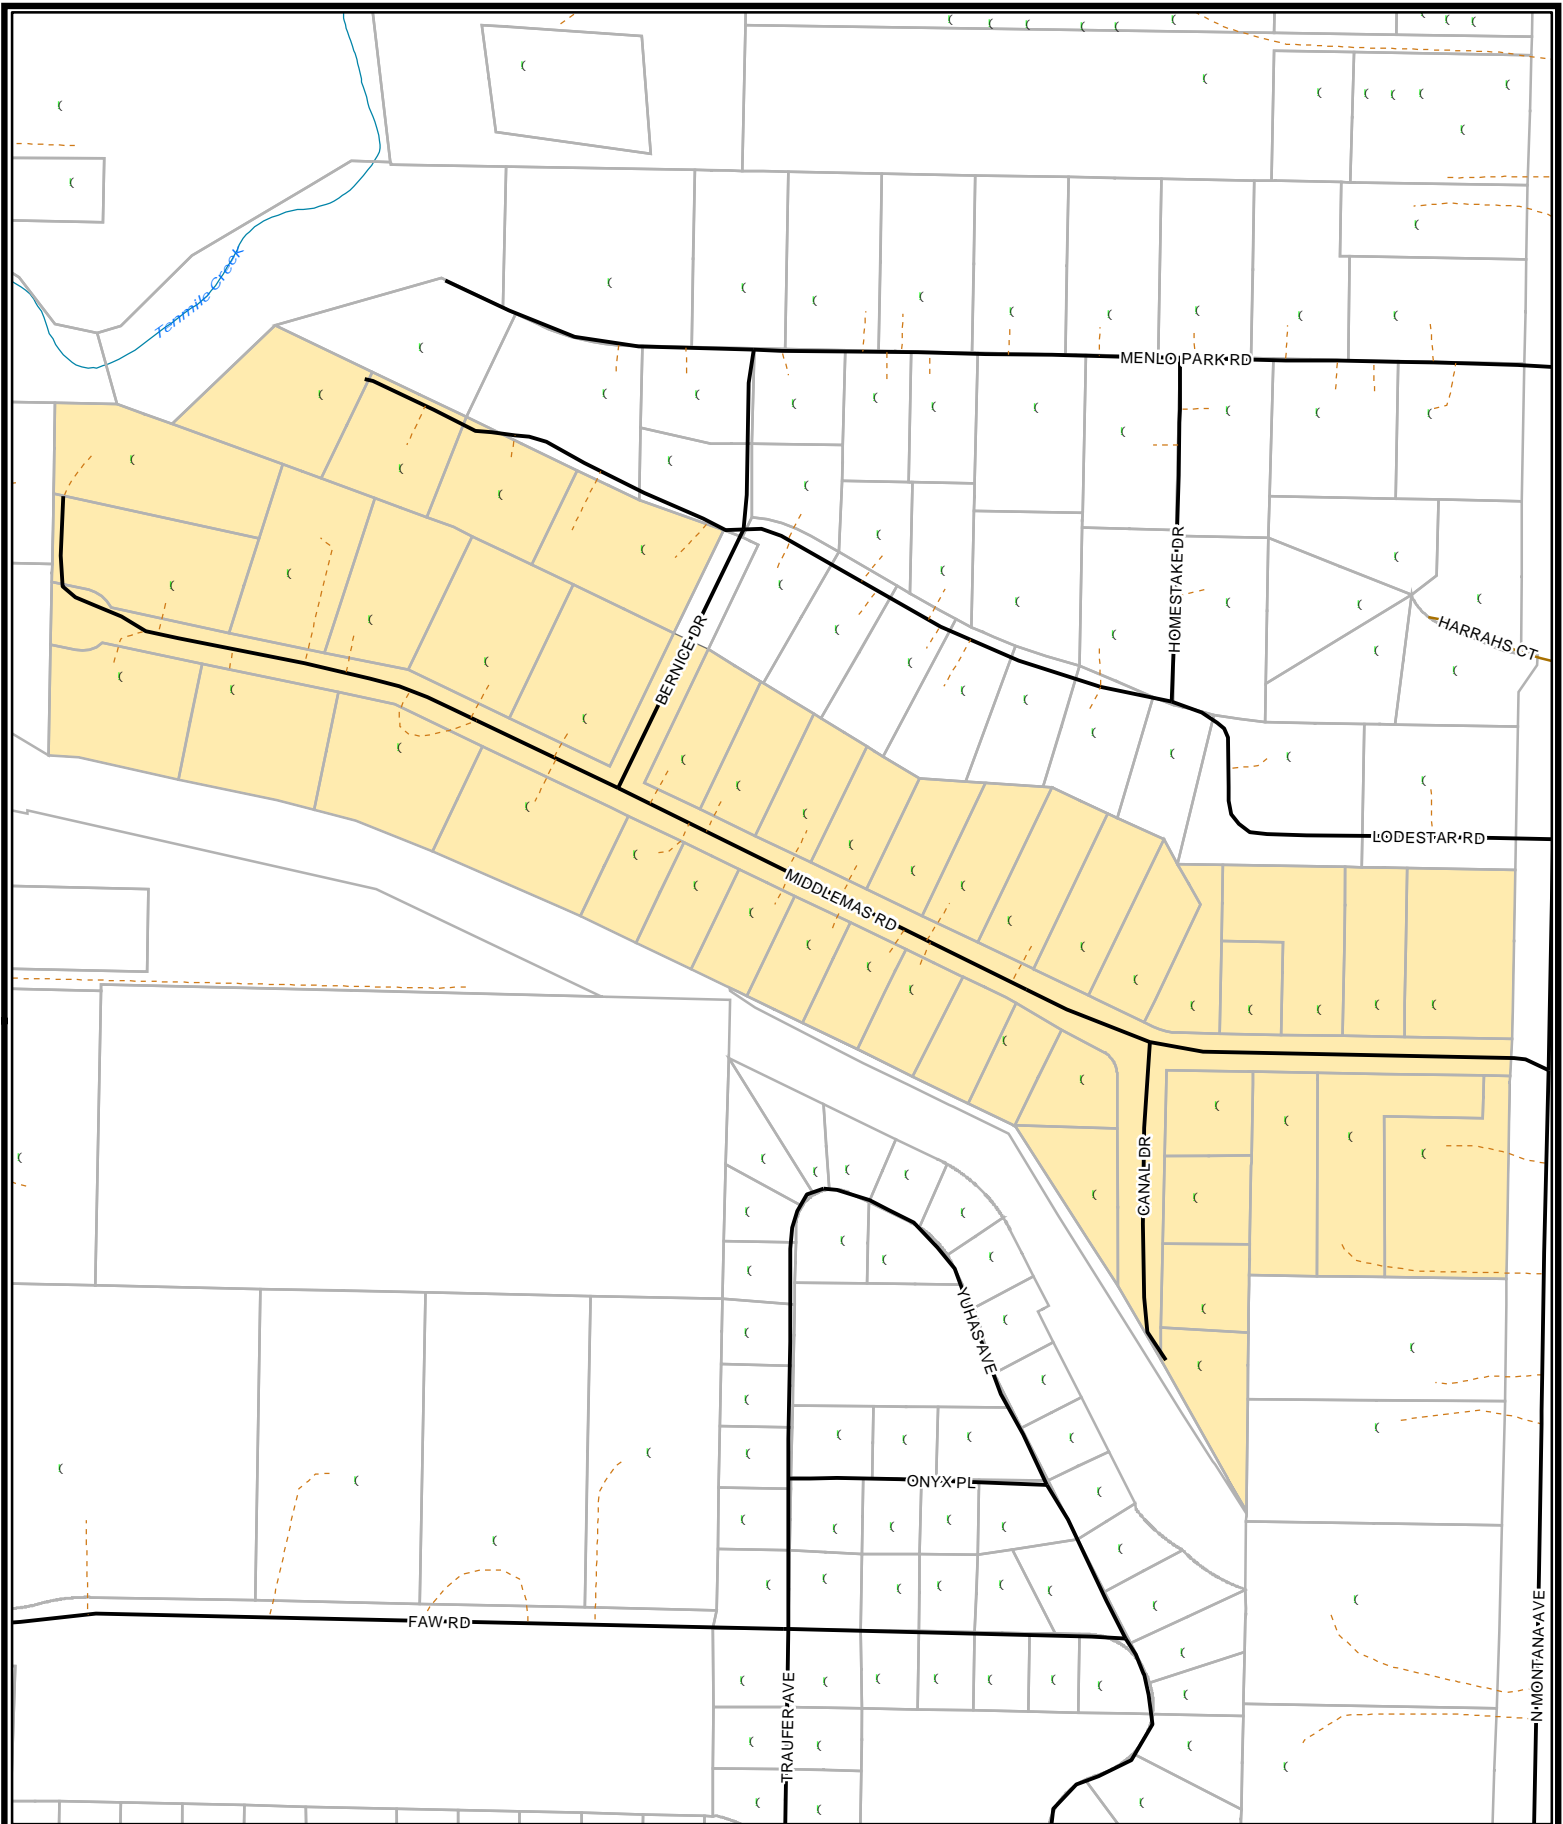 Tenmile Creek
MENLO PARK RD
HOMESTAKE DR
HARRAHS CT
BERNICE DR
LODESTAR RD
MIDDLEMAS RD
CANAL DR
YUHAS AVE
ONYX PL
FAW RD
TRAUFER AVE
N MONTANA AVE